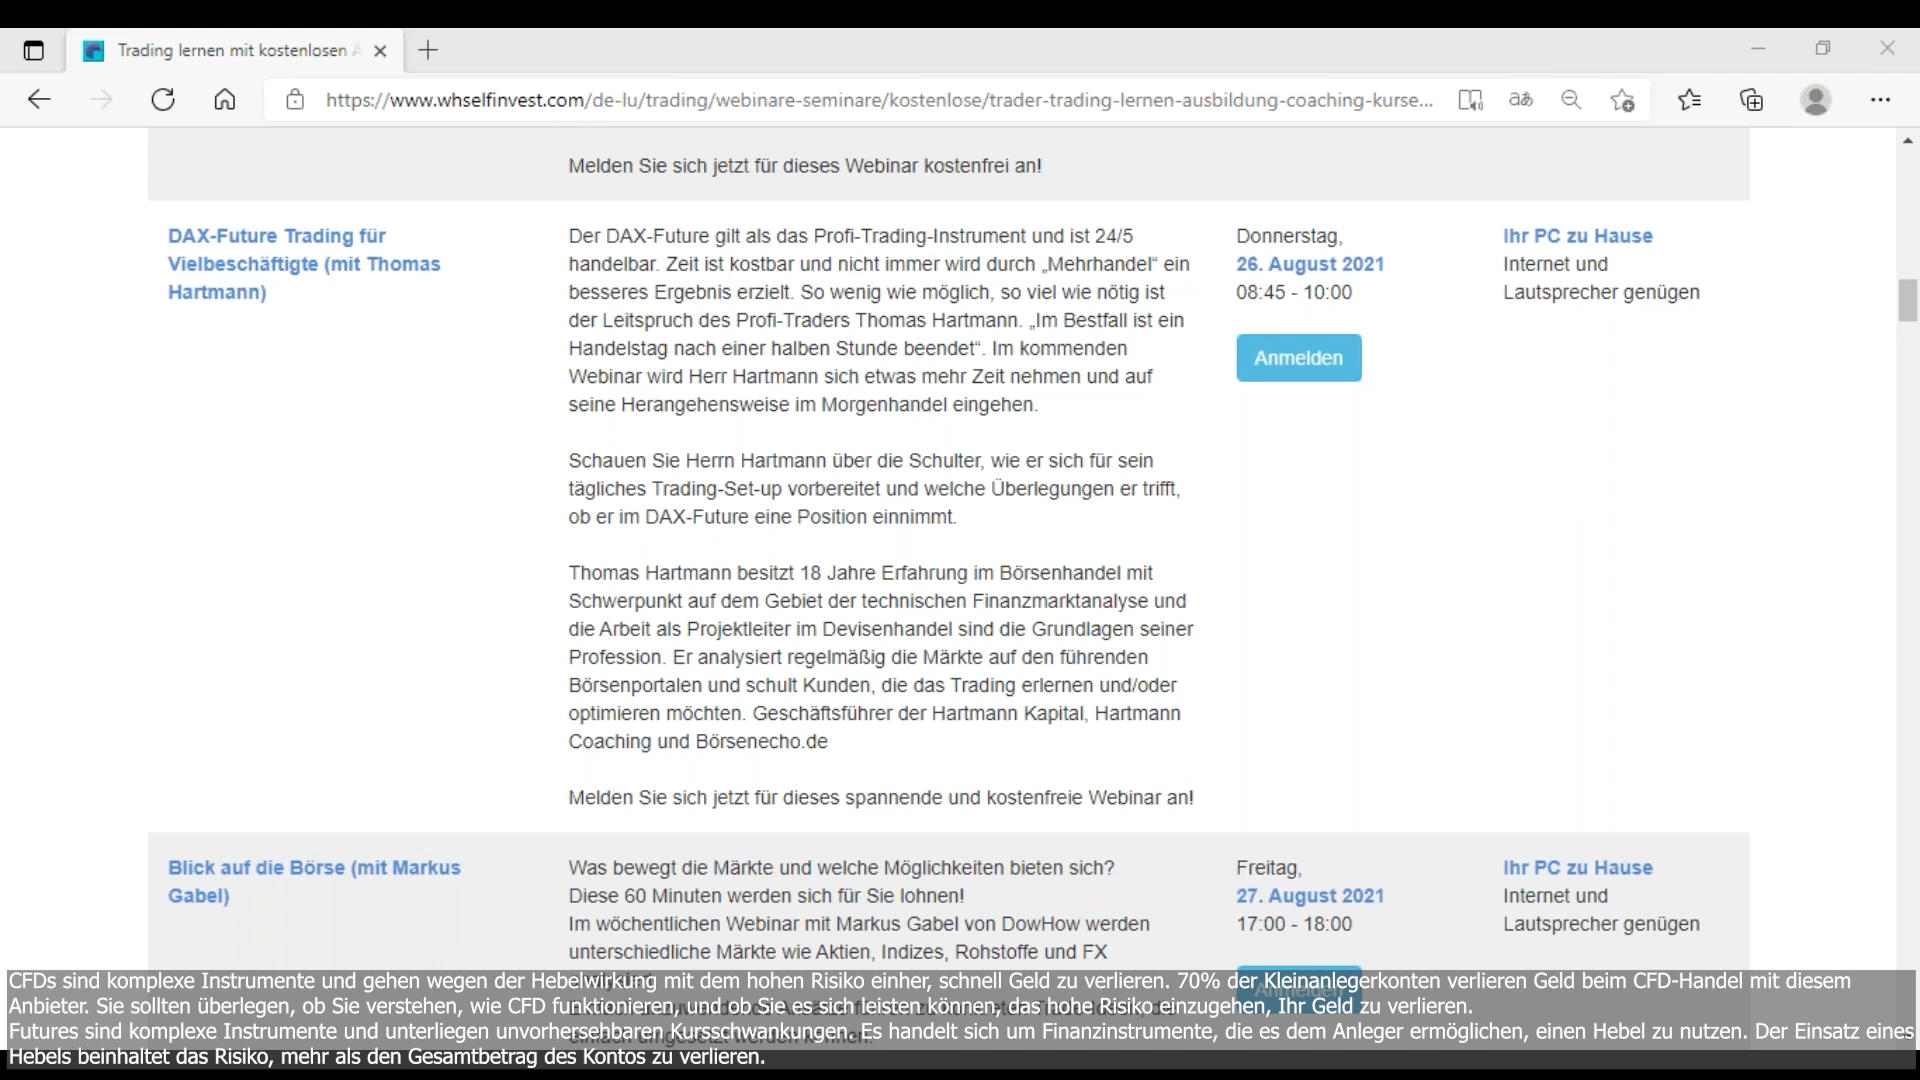 Trading lernen mit kostenlosen
https://www.whselfinvest.com/de-lu/trading/webinare-seminare/kostenlose/trader-trading-lernen-ausbildung-coaching-kurse...
Melden Sie sich jetzt für dieses Webinar kostenfrei an!
DAX-Future Trading für
Vielbeschäftigte (mit Thomas
Hartmann)
Der DAX-Future gilt als das Profi-Trading-Instrument und ist 24/5
handelbar. Zeit ist kostbar und nicht immer wird durch „Mehrhandel“ ein
besseres Ergebnis erzielt. So wenig wie möglich, so viel wie nötig ist
der Leitspruch des Profi-Traders Thomas Hartmann. „Im Bestfall ist ein
Handelstag nach einer halben Stunde beendet“. Im kommenden
Webinar wird Herr Hartmann sich etwas mehr Zeit nehmen und auf
seine Herangehensweise im Morgenhandel eingehen.
Schauen Sie Herrn Hartmann über die Schulter, wie er sich für sein
tägliches Trading-Set-up vorbereitet und welche Überlegungen er trifft,
ob er im DAX-Future eine Position einnimmt.
Thomas Hartmann besitzt 18 Jahre Erfahrung im Börsenhandel mit
Schwerpunkt auf dem Gebiet der technischen Finanzmarktanalyse und
die Arbeit als Projektleiter im Devisenhandel sind die Grundlagen seiner
Profession. Er analysiert regelmäßig die Märkte auf den führenden
Börsenportalen und schult Kunden, die das Trading erlernen und/oder
optimieren möchten. Geschäftsführer der Hartmann Kapital, Hartmann
Coaching und Börsenecho.de
Melden Sie sich jetzt für dieses spannende und kostenfreie Webinar an!
Donnerstag,
26. August 2021
08:45 - 10:00
Anmelden
Ihr PC zu Hause
Internet und
Lautsprecher genügen
Blick auf die Börse (mit Markus
Gabel)
Was bewegt die Märkte und welche Möglichkeiten bieten sich?
Diese 60 Minuten werden sich für Sie lohnen!
Im wöchentlichen Webinar mit Markus Gabel von DowHow werden
unterschiedliche Märkte wie Aktien, Indizes, Rohstoffe und FX
Freitag,
27. August 2021
17:00 - 18:00
Anmelden
Ihr PC zu Hause
Internet und
Lautsprecher genügen
CFDs sind komplexe Instrumente und gehen wegen der Hebelwirkung mit dem hohen Risiko einher, schnell Geld zu verlieren. 70% der Kleinanlegerkonten verlieren Geld beim CFD-Handel mit diesem
Anbieter. Sie sollten überlegen, ob Sie verstehen, wie CFD funktionieren, und ob Sie es sich leisten können, das hohe Risiko einzugehen, Ihr Geld zu verlieren.
Futures sind komplexe Instrumente und unterliegen unvorhersehbaren Kursschwankungen. Es handelt sich um Finanzinstrumente, die es dem Anleger ermöglichen, einen Hebel zu nutzen. Der Einsatz eines
Hebels beinhaltet das Risiko, mehr als den Gesamtbetrag des Kontos zu verlieren.